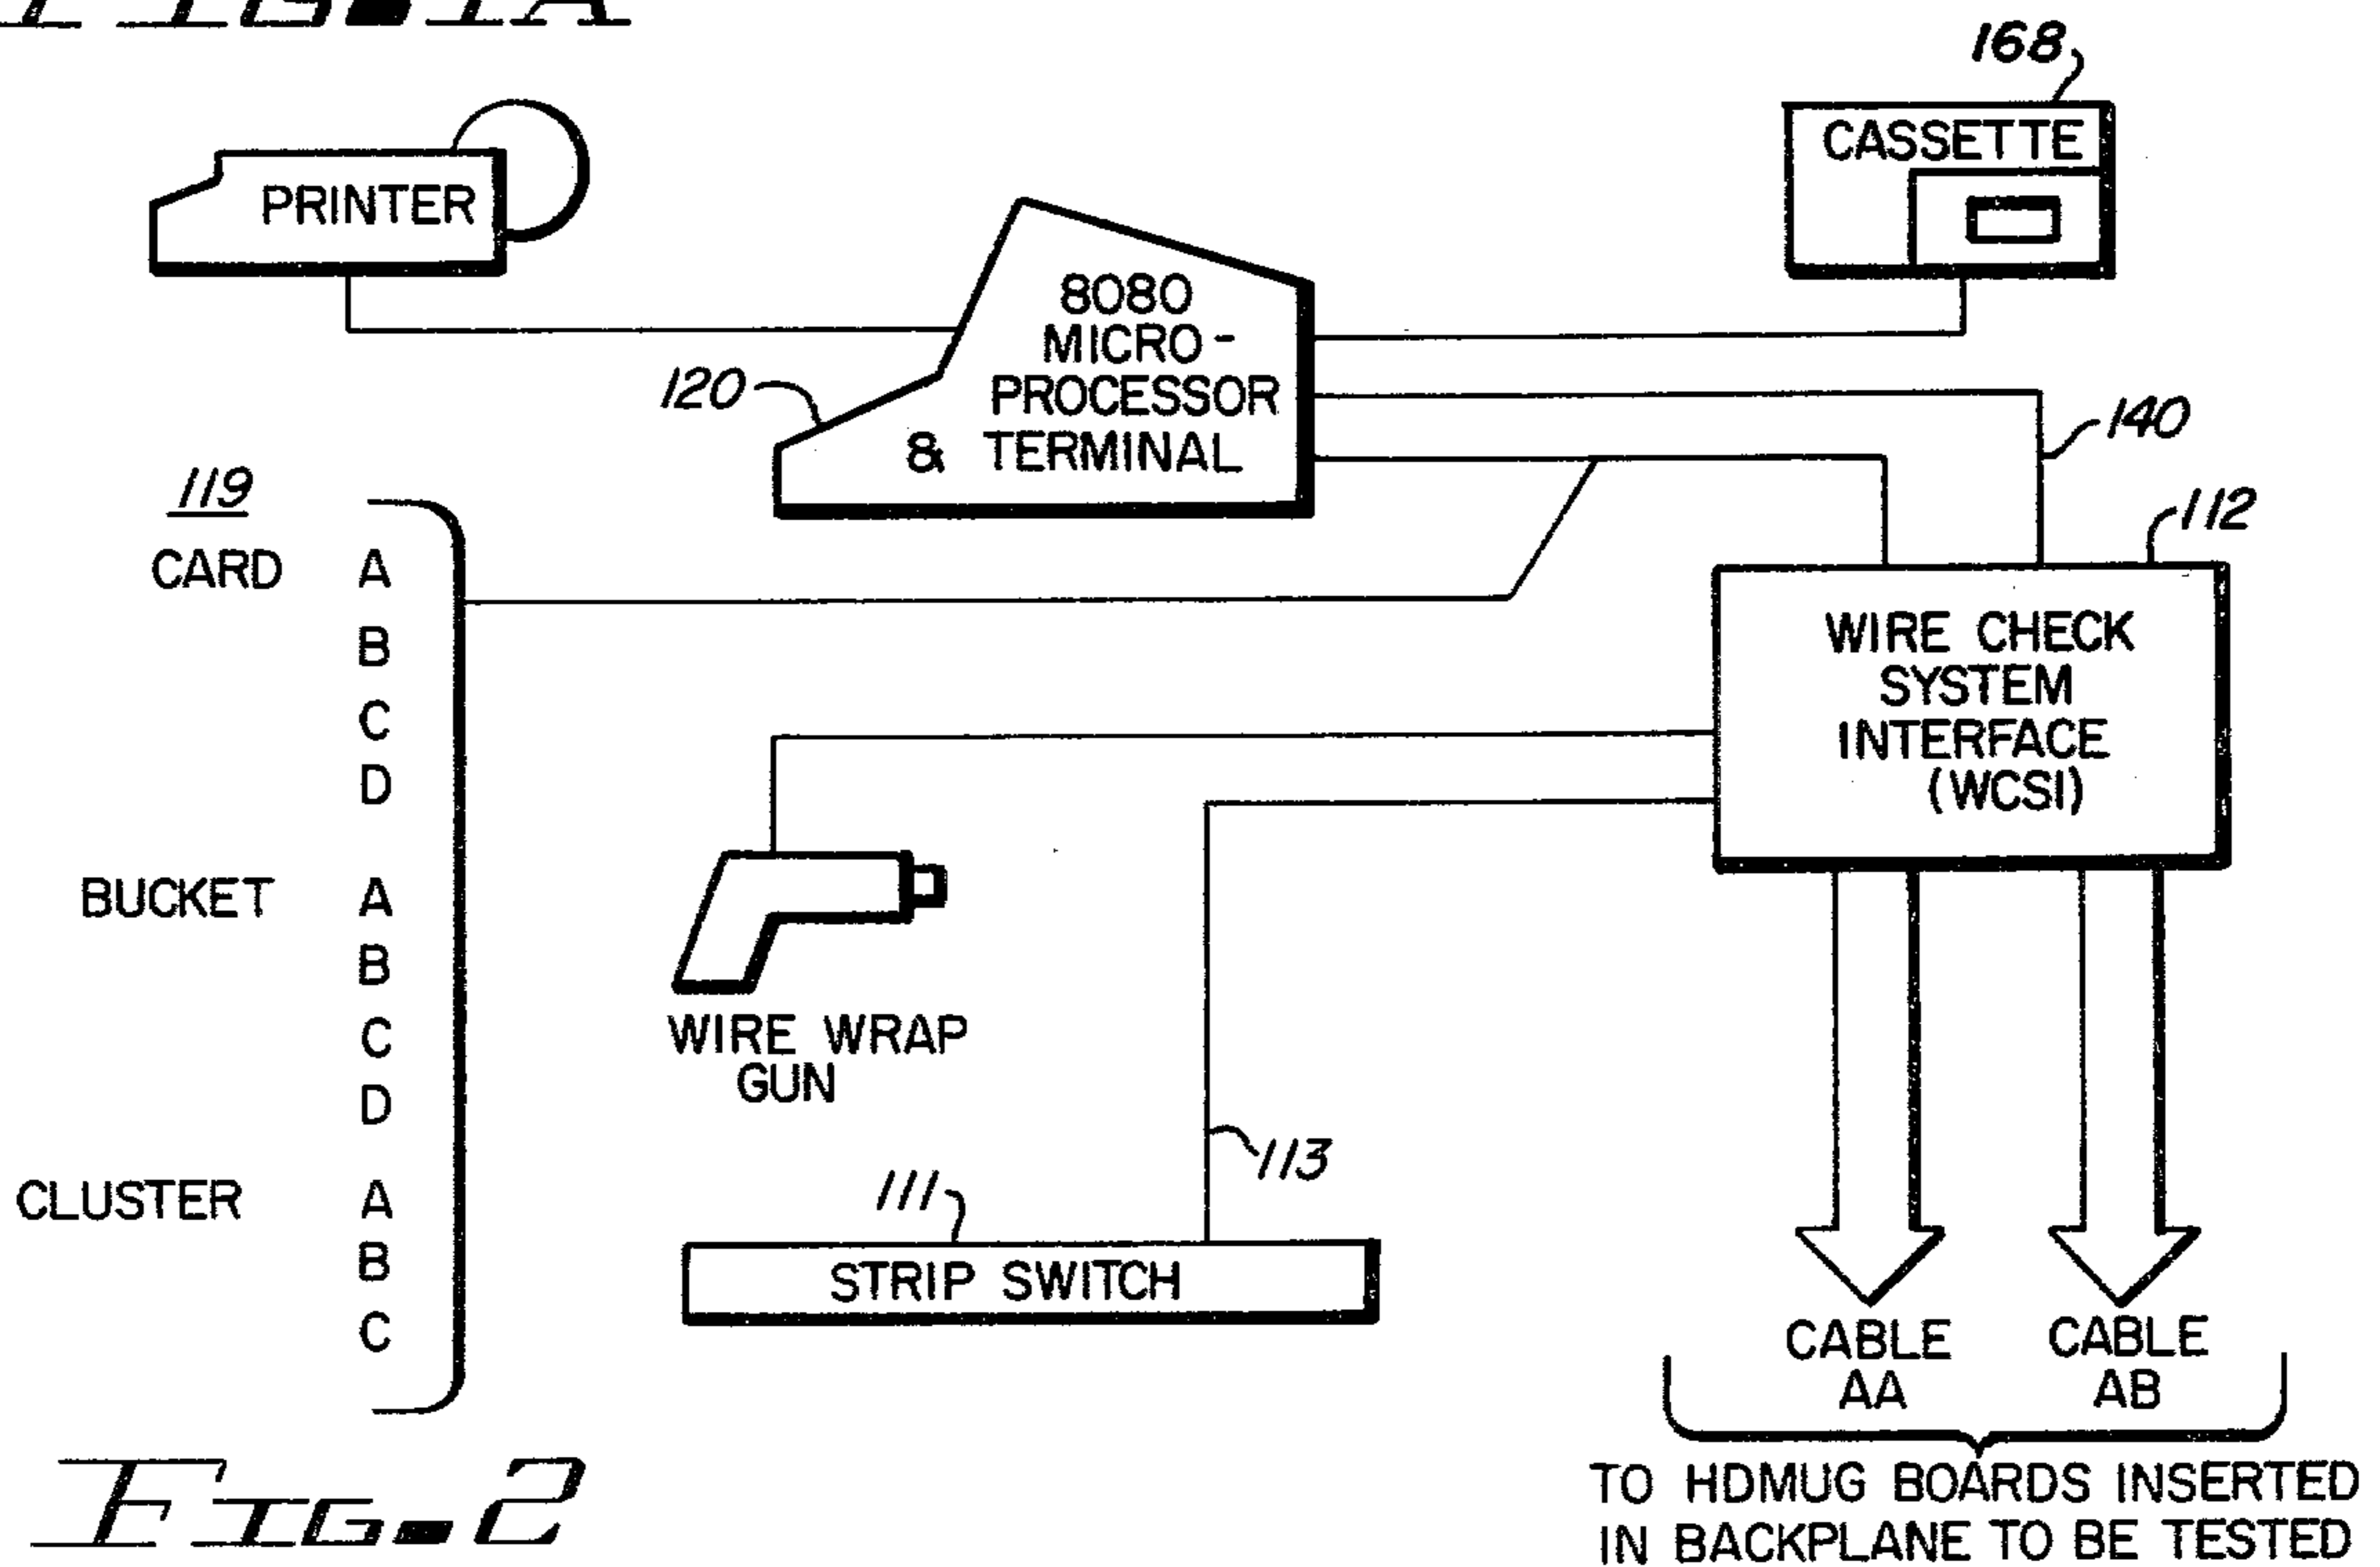 FIG. 1A
168
PRINTER
CASSETTE
8080
MICRO-
PROCESSOR
& TERMINAL
120
140
119
112
CARD A
B
C
D
WIRE CHECK
SYSTEM
INTERFACE
(WCSI)
BUCKET A
B
C
D
WIRE WRAP
GUN
113
111
CLUSTER A
B
C
STRIP SWITCH
CABLE
AA
CABLE
AB
TO HDMUG BOARDS INSERTED
IN BACKPLANE TO BE TESTED
FIG. 2